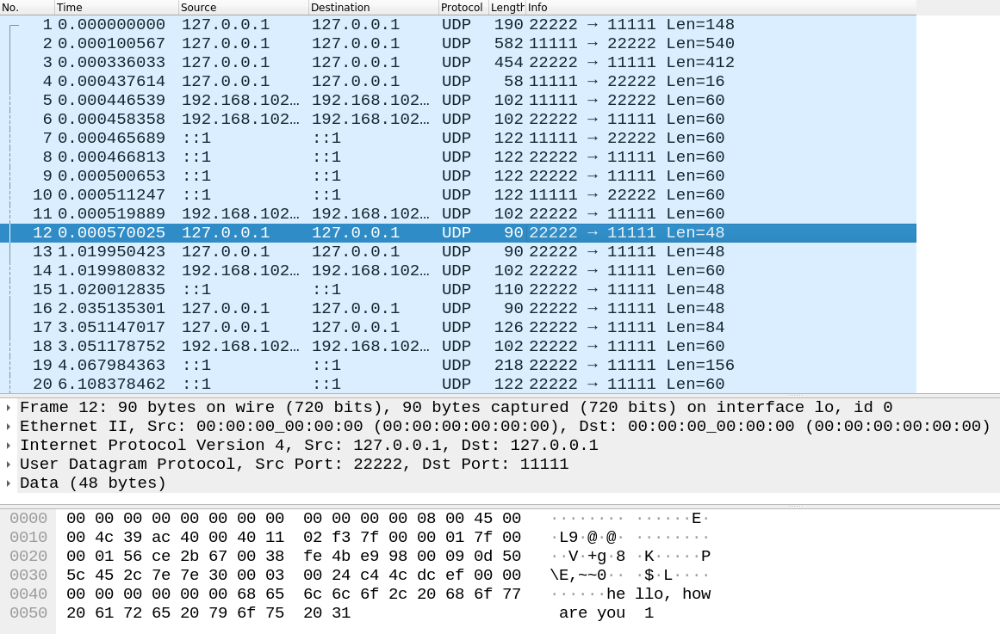 No. Time Source Destination Protocol Length Info
1 0.000000000 127.0.0.1 127.0.0.1 UDP 190 22222 → 11111 Len=148
2 0.000100567 127.0.0.1 127.0.0.1 UDP 582 11111 → 22222 Len=540
3 0.000336033 127.0.0.1 127.0.0.1 UDP 454 22222 → 11111 Len=412
4 0.000437614 127.0.0.1 127.0.0.1 UDP 58 11111 → 22222 Len=16
5 0.000446539 192.168.102… 192.168.102… UDP 102 11111 → 22222 Len=60
6 0.000458358 192.168.102… 192.168.102… UDP 102 22222 → 11111 Len=60
7 0.000465689 ::1 ::1 UDP 122 11111 → 22222 Len=60
8 0.000466813 ::1 ::1 UDP 122 22222 → 11111 Len=60
9 0.000500653 ::1 ::1 UDP 122 22222 → 11111 Len=60
10 0.000511247 ::1 ::1 UDP 122 11111 → 22222 Len=60
11 0.000519889 192.168.102… 192.168.102… UDP 102 22222 → 11111 Len=60
12 0.000570025 127.0.0.1 127.0.0.1 UDP 90 22222 → 11111 Len=48
13 1.019950423 127.0.0.1 127.0.0.1 UDP 90 22222 → 11111 Len=48
14 1.019980832 192.168.102… 192.168.102… UDP 102 22222 → 11111 Len=60
15 1.020012835 ::1 ::1 UDP 110 22222 → 11111 Len=48
16 2.035135301 127.0.0.1 127.0.0.1 UDP 90 22222 → 11111 Len=48
17 3.051147017 127.0.0.1 127.0.0.1 UDP 126 22222 → 11111 Len=84
18 3.051178752 192.168.102… 192.168.102… UDP 102 22222 → 11111 Len=60
19 4.067984363 ::1 ::1 UDP 218 22222 → 11111 Len=156
20 6.108378462 ::1 ::1 UDP 122 22222 → 11111 Len=60
Frame 12: 90 bytes on wire (720 bits), 90 bytes captured (720 bits) on interface lo, id 0
Ethernet II, Src: 00:00:00_00:00:00 (00:00:00:00:00:00), Dst: 00:00:00_00:00:00 (00:00:00:00:00:00)
Internet Protocol Version 4, Src: 127.0.0.1, Dst: 127.0.0.1
User Datagram Protocol, Src Port: 22222, Dst Port: 11111
Data (48 bytes)
0000 00 00 00 00 00 00 00 00 00 00 00 00 08 00 45 00 ········ ······E·
0010 00 4c 39 ac 40 00 40 11 02 f3 7f 00 00 01 7f 00 ·L9·@·@· ········
0020 00 01 56 ce 2b 67 00 38 fe 4b e9 98 00 09 0d 50 ··V·+g·8 ·K·····P
0030 5c 45 2c 7e 7e 30 00 03 00 24 c4 4c dc ef 00 00 \E,~~0·· ·$·L····
0040 00 00 00 00 00 00 68 65 6c 6c 6f 2c 20 68 6f 77 ······he llo, how
0050 20 61 72 65 20 79 6f 75 20 31 are you 1